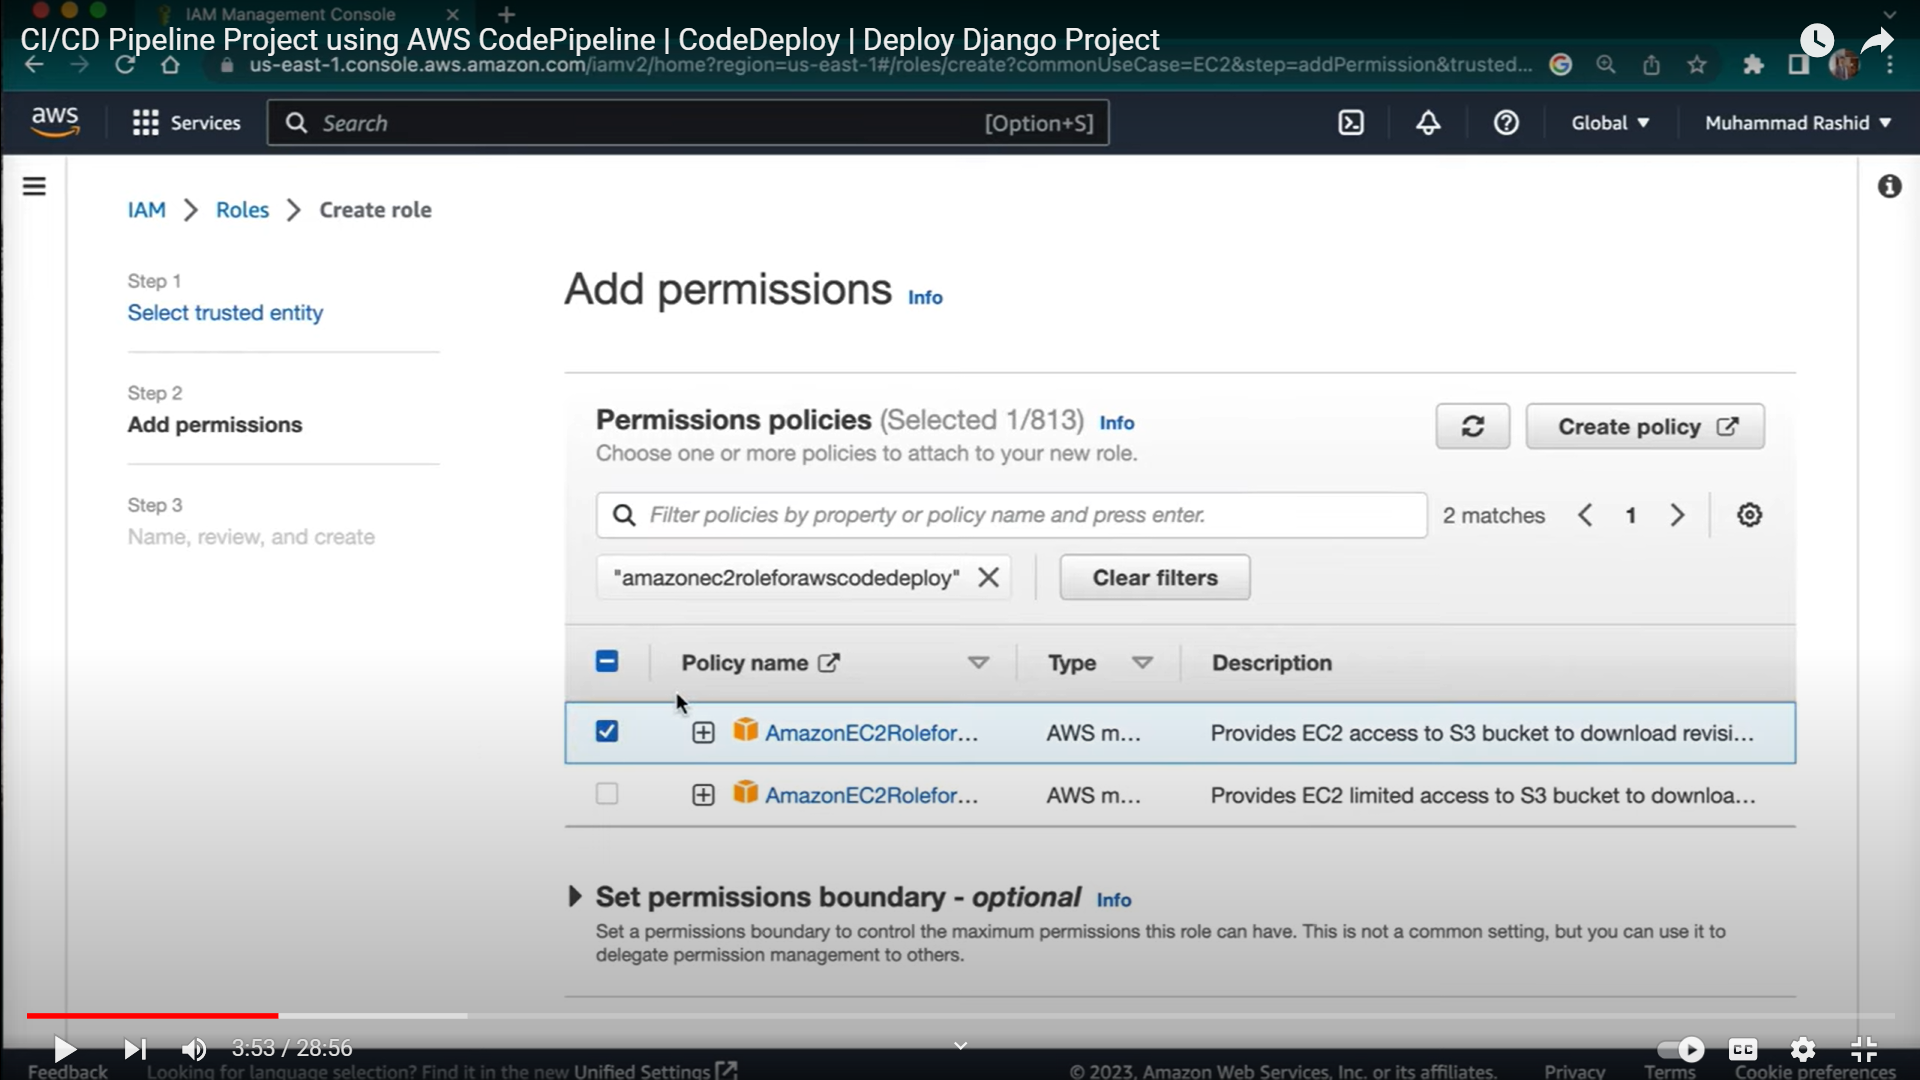 IAM Management Console
CI/CD Pipeline Project using AWS CodePipeline | CodeDeploy | Deploy Django Project
us-east-1.console.aws.amazon.com/iamv2/home?region=us-east-1#/roles/create?commonUseCase=EC2&step=addPermission&trusted...
aws Services Search [Option+S] Global Muhammad Rashid
IAM > Roles > Create role
Step 1
Select trusted entity
Step 2
Add permissions
Step 3
Name, review, and create
Add permissions Info
Permissions policies (Selected 1/813) Info
Create policy
Choose one or more policies to attach to your new role.
Filter policies by property or policy name and press enter.
2 matches 1
"amazonec2roleforawscodedeploy" Clear filters
Policy name Type Description
AmazonEC2Rolefor... AWS m... Provides EC2 access to S3 bucket to download revisi...
AmazonEC2Rolefor... AWS m... Provides EC2 limited access to S3 bucket to downloa...
Set permissions boundary - optional Info
Set a permissions boundary to control the maximum permissions this role can have. This is not a common setting, but you can use it to
delegate permission management to others.
3:53 / 28:56 CC
Feedback Looking for language selection? Find it in the new Unified Settings © 2023, Amazon Web Services, Inc. or its affiliates. Privacy Terms Cookie preferences